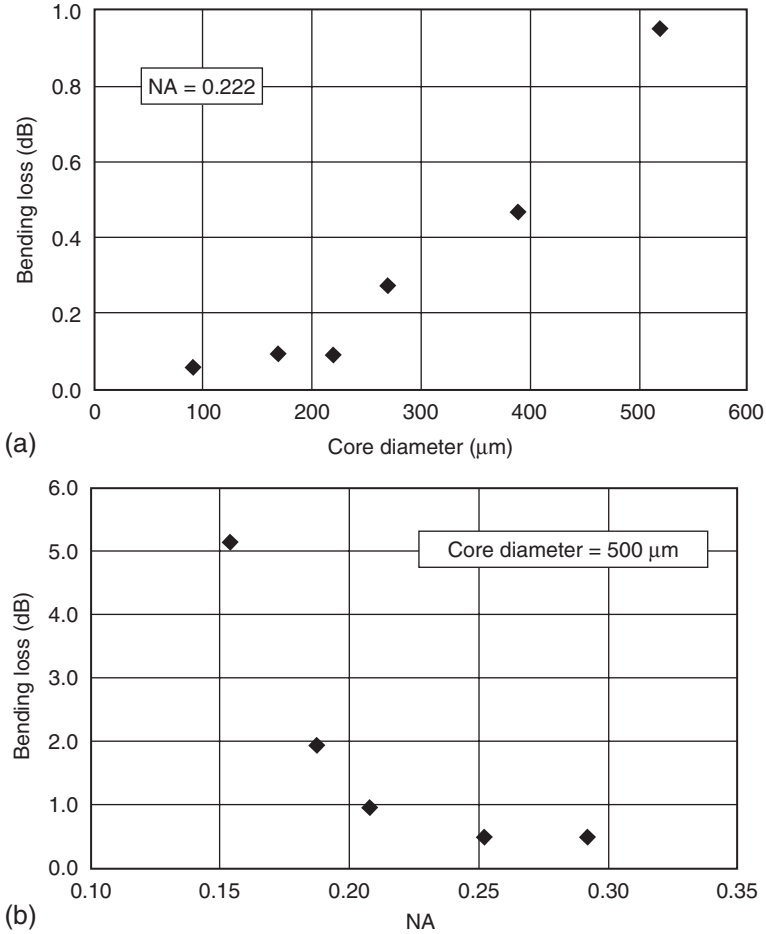 1.0
0.8
0.6
0.4
0.2
0.0
Bending loss (dB)
NA = 0.222
0 100 200 300 400 500 600
Core diameter (μm)
(a)
6.0
5.0
4.0
3.0
2.0
1.0
0.0
Bending loss (dB)
Core diameter = 500 μm
0.10 0.15 0.20 0.25 0.30 0.35
NA
(b)